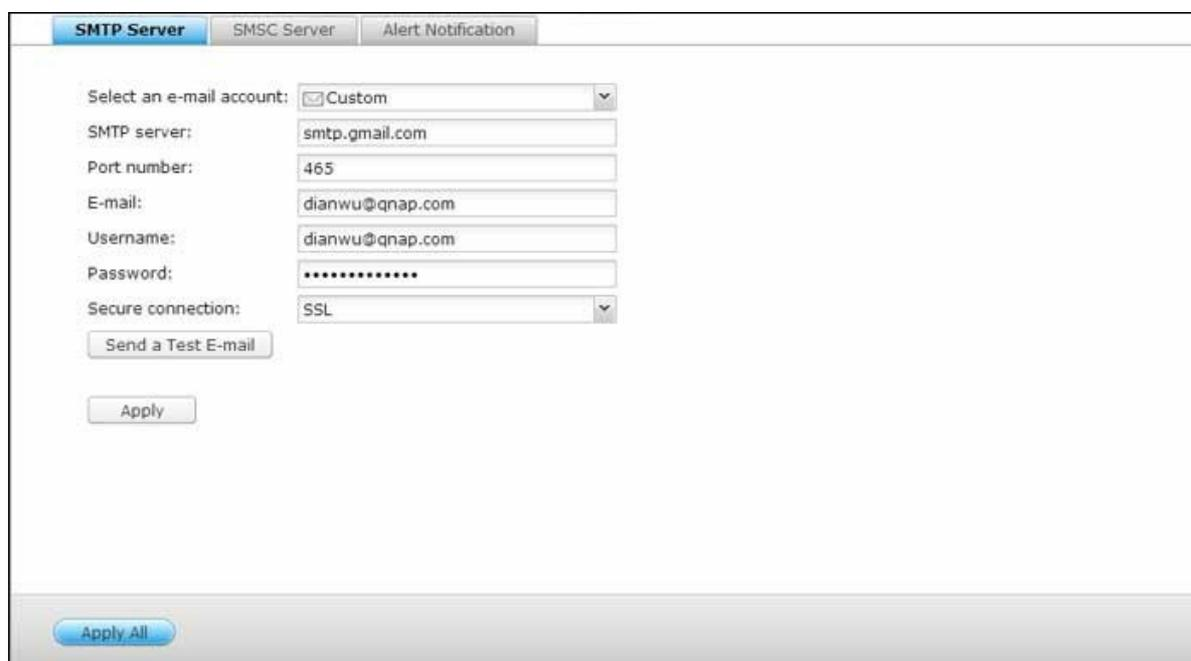 SMTP Server SMSC Server Alert Notification
Select an e-mail account: Custom
SMTP server: smtp.gmail.com
Port number: 465
E-mail: dianwu@qnap.com
Username: dianwu@qnap.com
Password: •••••••••••••
Secure connection: SSL
Send a Test E-mail
Apply
Apply All